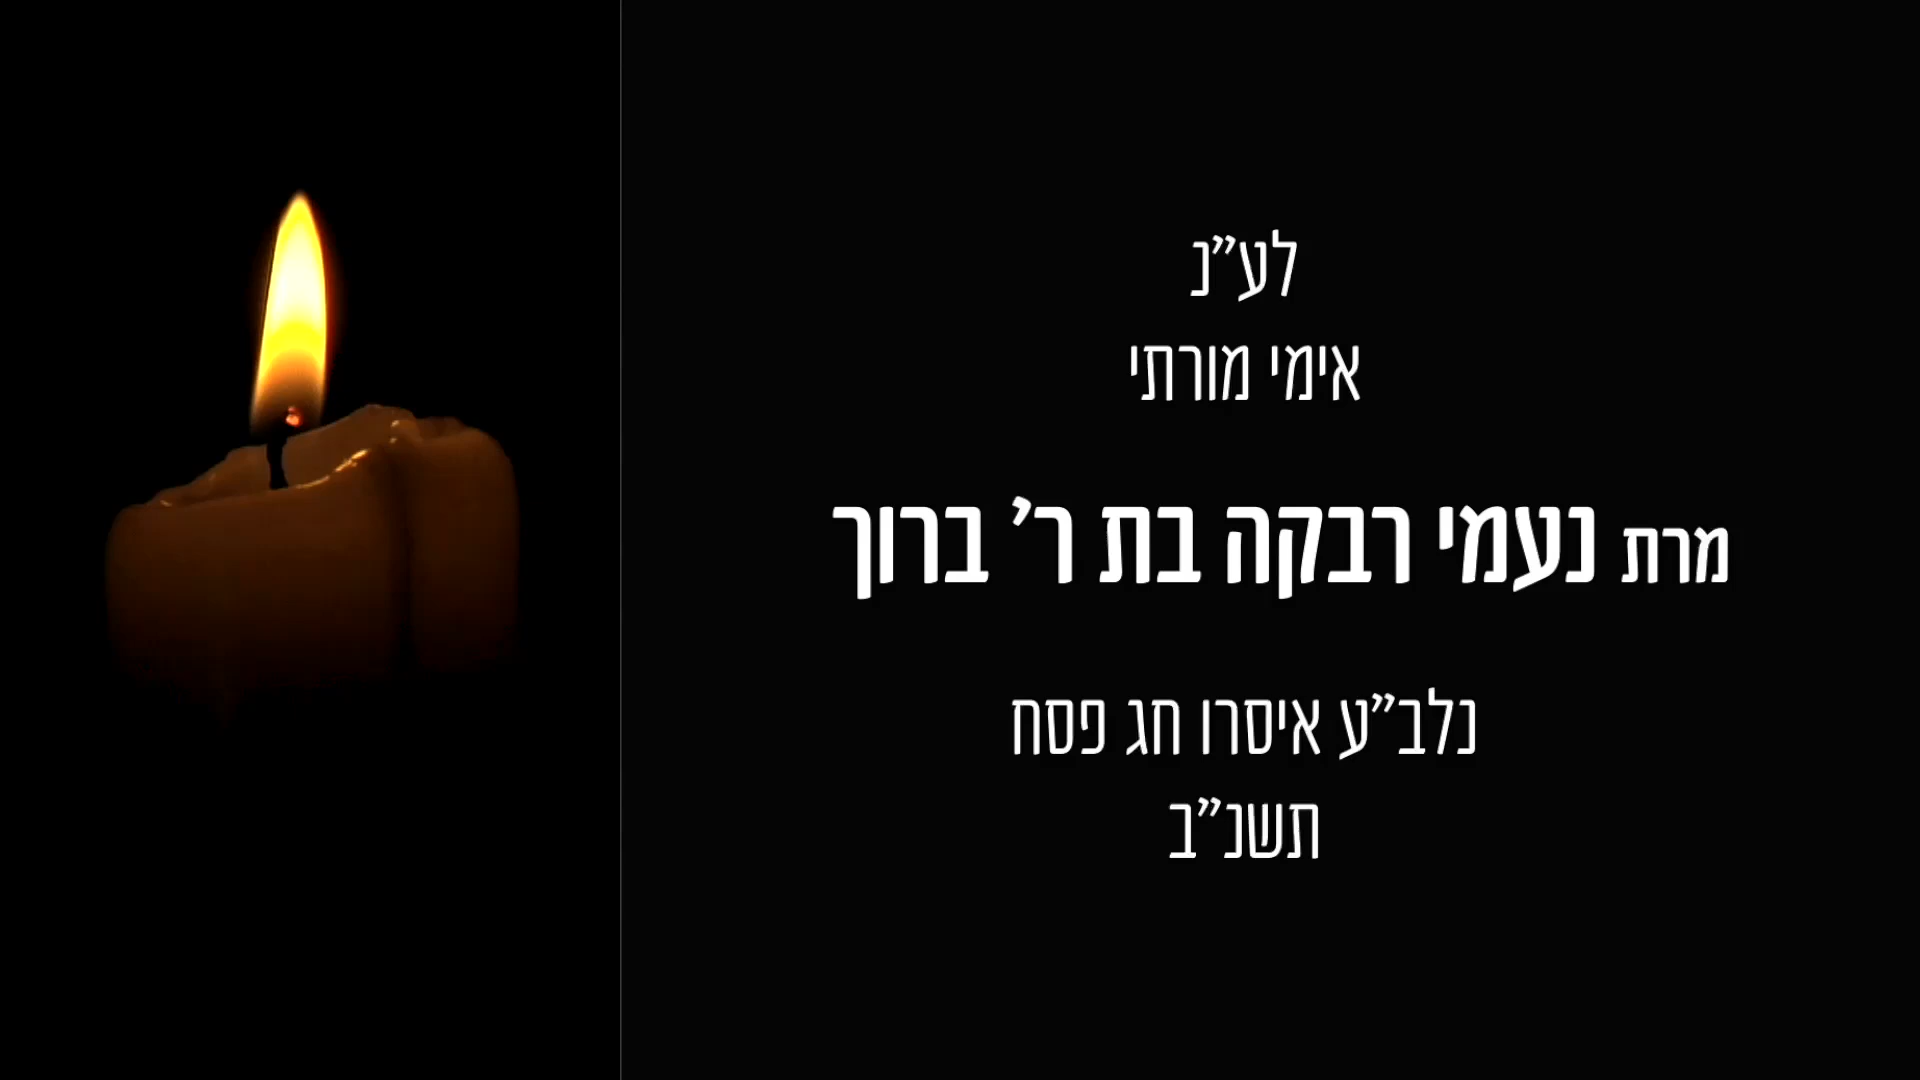 לע״נ
אימי מורתי
מרת נעמי רבקה בת ר׳ ברוך
נלב״ע איסרו חג פסח
תשנ״ב